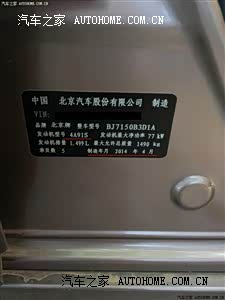 汽车之家 AUTOHOME.COM.CN
中国 北京汽车股份有限公司 制造
VIN:
品牌 北京牌 整车型号 BJ7150B3D1A
发动机型号 4A91S 发动机最大净功率 77 kW
发动机排量 1.499L 最大允许总质量 1490 kg
乘员数 5 制造年月 2014 年 4 月
汽车之家 AUTOHOME.COM.CN